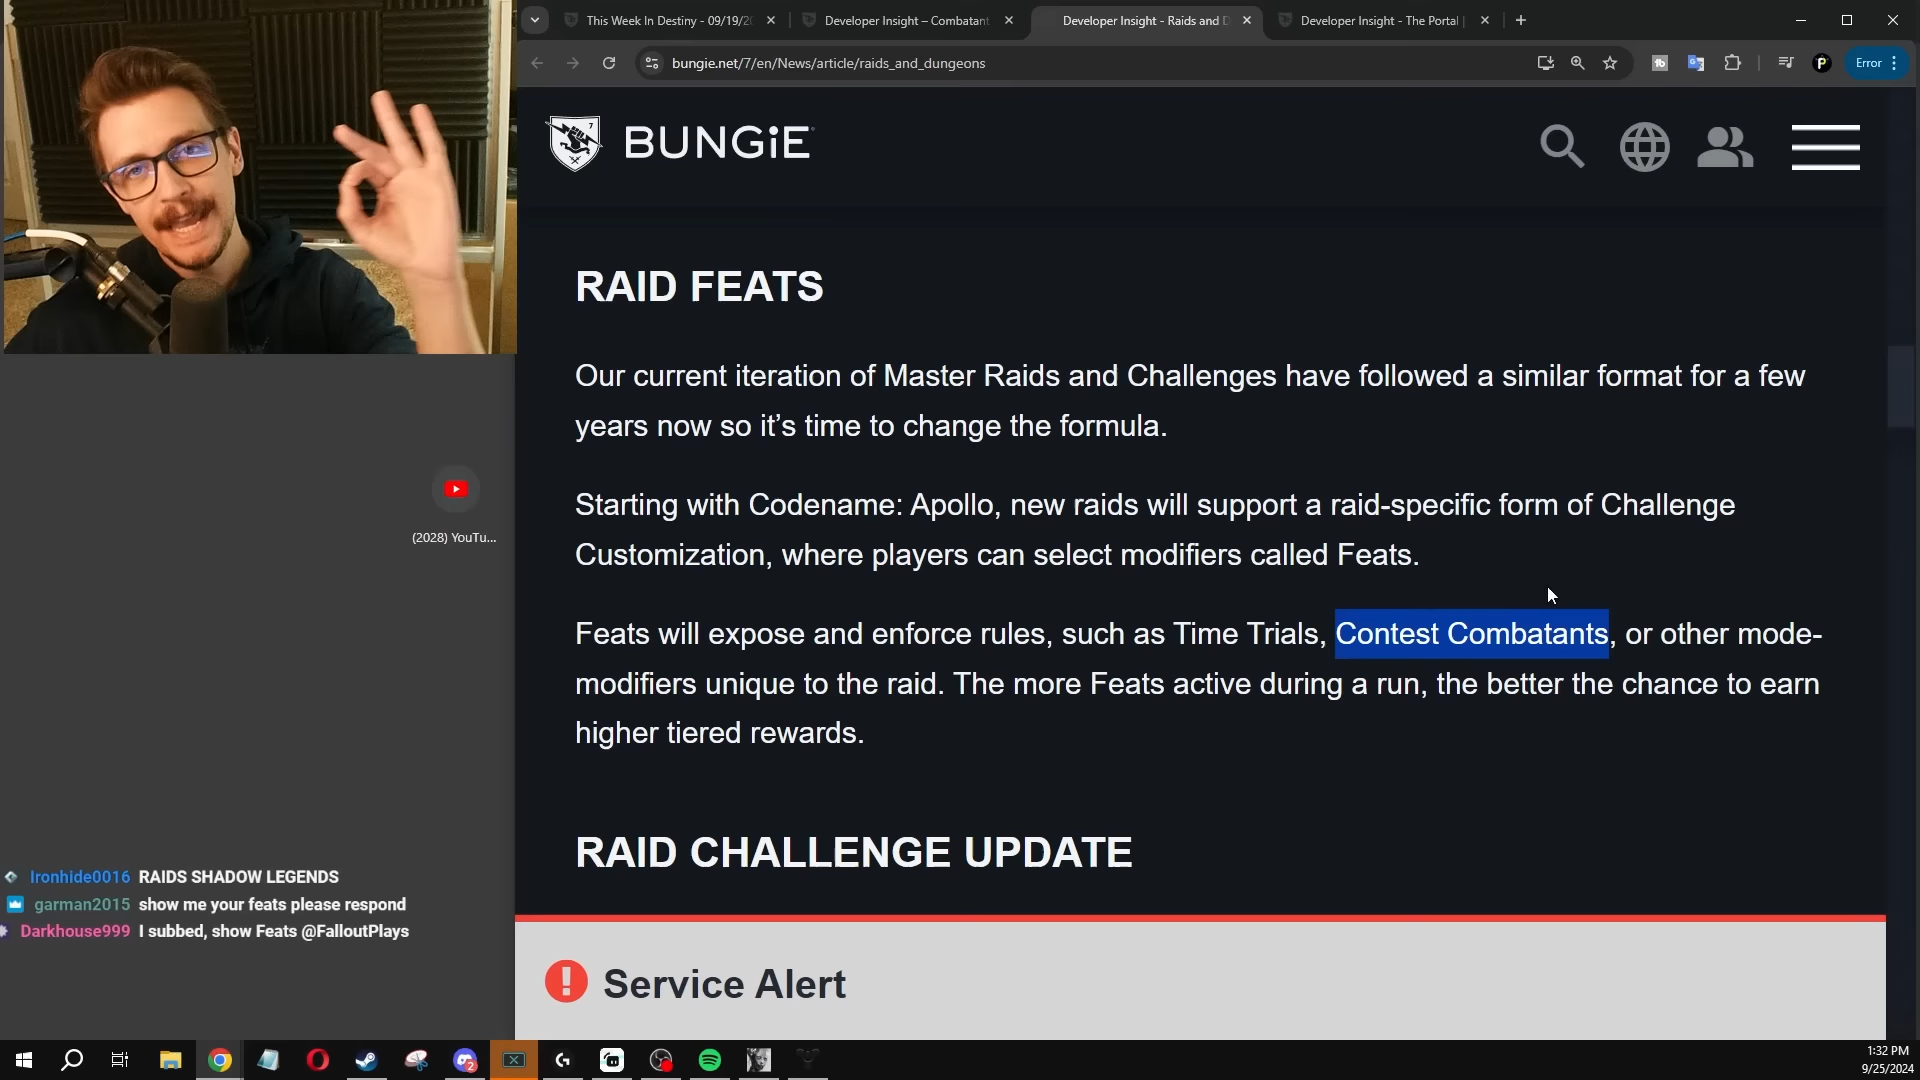 This Week In Destiny - 09/19/2
Developer Insight – Combatant
Developer Insight - Raids and D
Developer Insight - The Portal |
bungie.net/7/en/News/article/raids_and_dungeons
Error
7
BUNGiE
RAID FEATS
Our current iteration of Master Raids and Challenges have followed a similar format for a few
years now so it’s time to change the formula.
Starting with Codename: Apollo, new raids will support a raid-specific form of Challenge
Customization, where players can select modifiers called Feats.
Feats will expose and enforce rules, such as Time Trials, Contest Combatants, or other mode-
modifiers unique to the raid. The more Feats active during a run, the better the chance to earn
higher tiered rewards.
RAID CHALLENGE UPDATE
Service Alert
(2028) YouTu...
Ironhide0016 RAIDS SHADOW LEGENDS
garman2015 show me your feats please respond
Darkhouse999 I subbed, show Feats @FalloutPlays
2
1:32 PM
9/25/2024